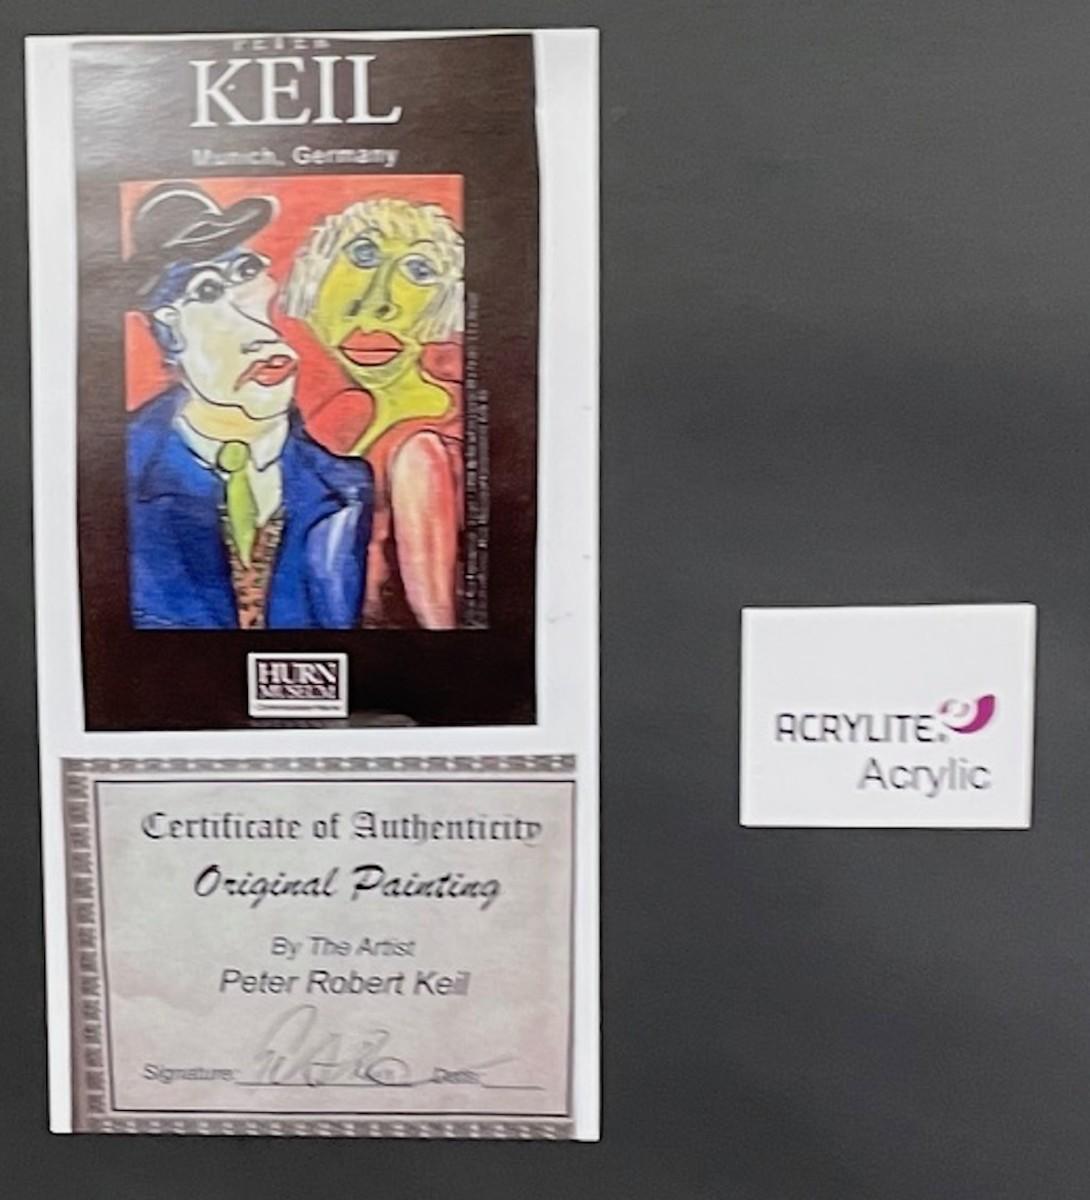 PETER
KEIL
Munich, Germany
HURN
MUSEUM
Certificate of Authenticity
Original Painting
By The Artist
Peter Robert Keil
Signature:
Date:
ACRYLITE®
Acrylic